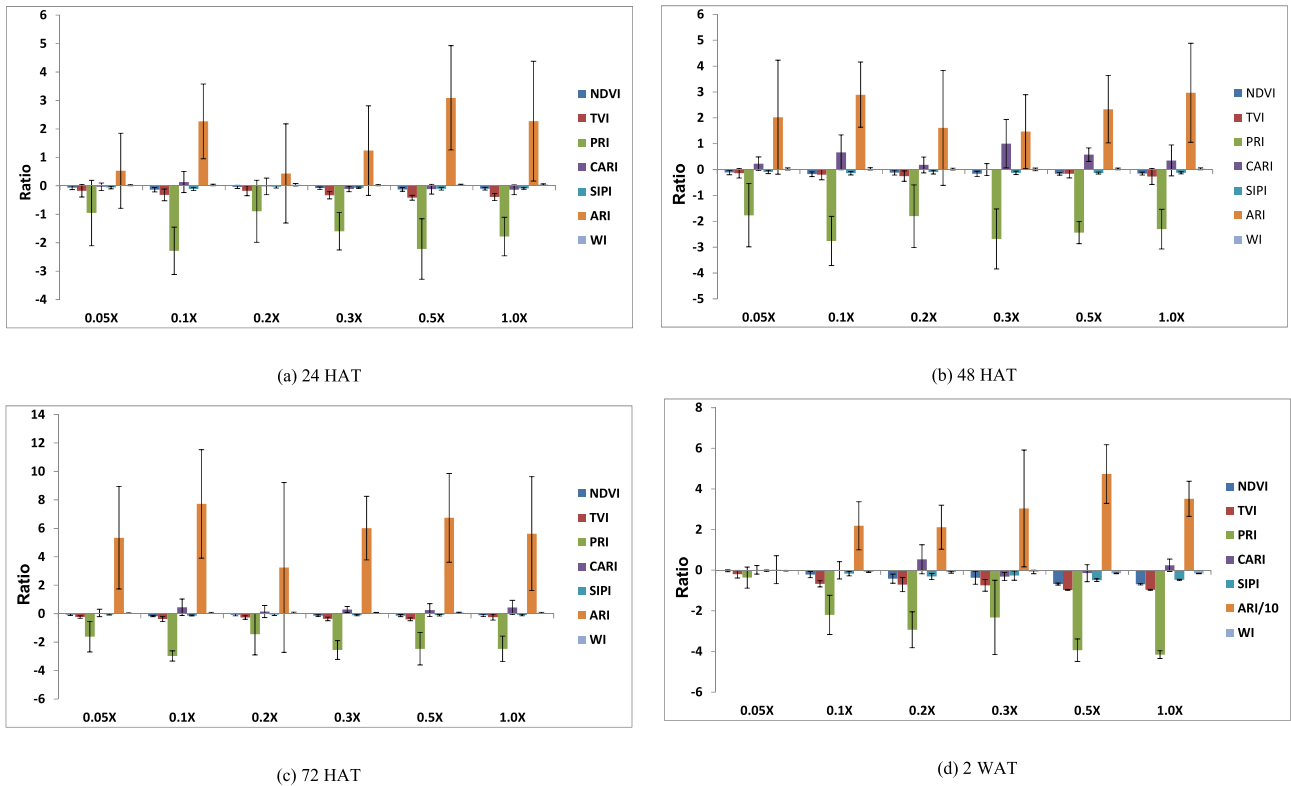 6
5
4
3
2
1
0
-1
-2
-3
-4
Ratio
0.05X 0.1X 0.2X 0.3X 0.5X 1.0X
NDVI
TVI
PRI
CARI
SIPI
ARI
WI
(a) 24 HAT
6
5
4
3
2
1
0
-1
-2
-3
-4
-5
Ratio
0.05X 0.1X 0.2X 0.3X 0.5X 1.0X
NDVI
TVI
PRI
CARI
SIPI
ARI
WI
(b) 48 HAT
14
12
10
8
6
4
2
0
-2
-4
-6
Ratio
0.05X 0.1X 0.2X 0.3X 0.5X 1.0X
NDVI
TVI
PRI
CARI
SIPI
ARI
WI
(c) 72 HAT
8
6
4
2
0
-2
-4
-6
Ratio
0.05X 0.1X 0.2X 0.3X 0.5X 1.0X
NDVI
TVI
PRI
CARI
SIPI
ARI/10
WI
(d) 2 WAT